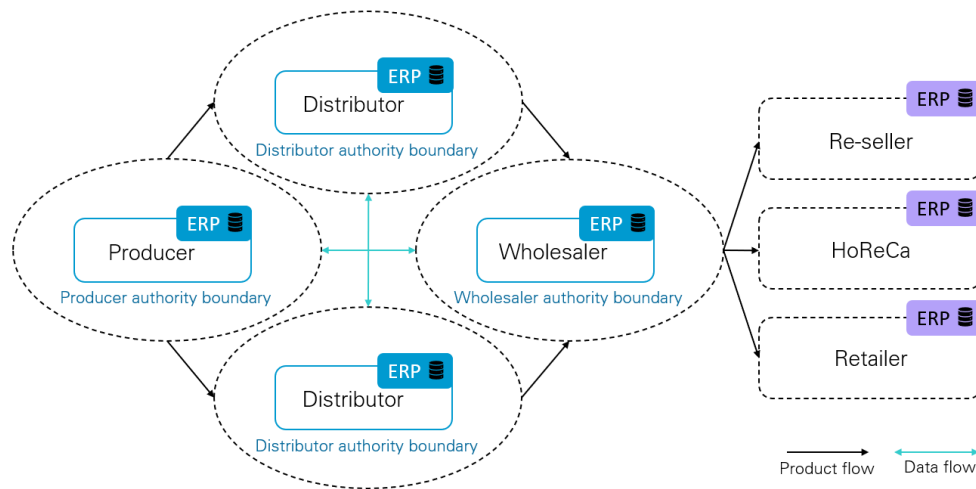 ERP
Distributor
Distributor authority boundary
ERP
Re-seller
ERP
Producer
Producer authority boundary
ERP
Wholesaler
Wholesaler authority boundary
ERP
HoReCa
ERP
Distributor
Distributor authority boundary
ERP
Retailer
Product flow
Data flow